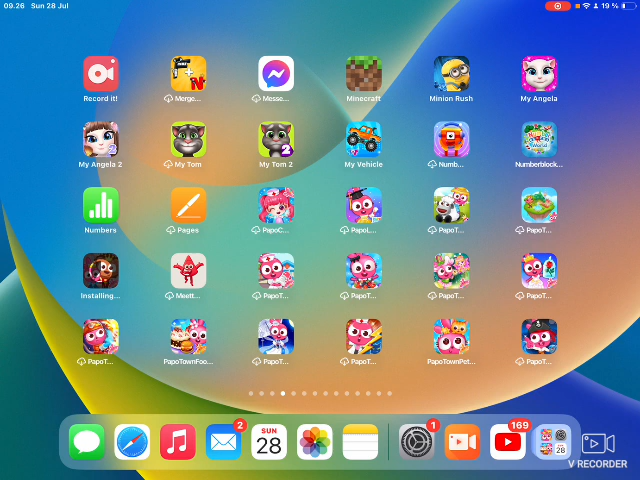 09.26 Sun 28 Jul
19 %
Record it!
Merge...
Messe...
Minecraft
Minion Rush
My Angela
My Angela 2
My Tom
My Tom 2
My Vehicle
Numb...
Numberblock...
Numbers
Pages
PapoC...
PapoL...
PapoT...
PapoT...
Installing...
Meett...
PapoT...
PapoT...
PapoT...
PapoT...
PapoT...
PapoTownFoo...
PapoT...
PapoT...
PapoTownPet...
PapoT...
2
SUN
28
1
169
28
V RECORDER